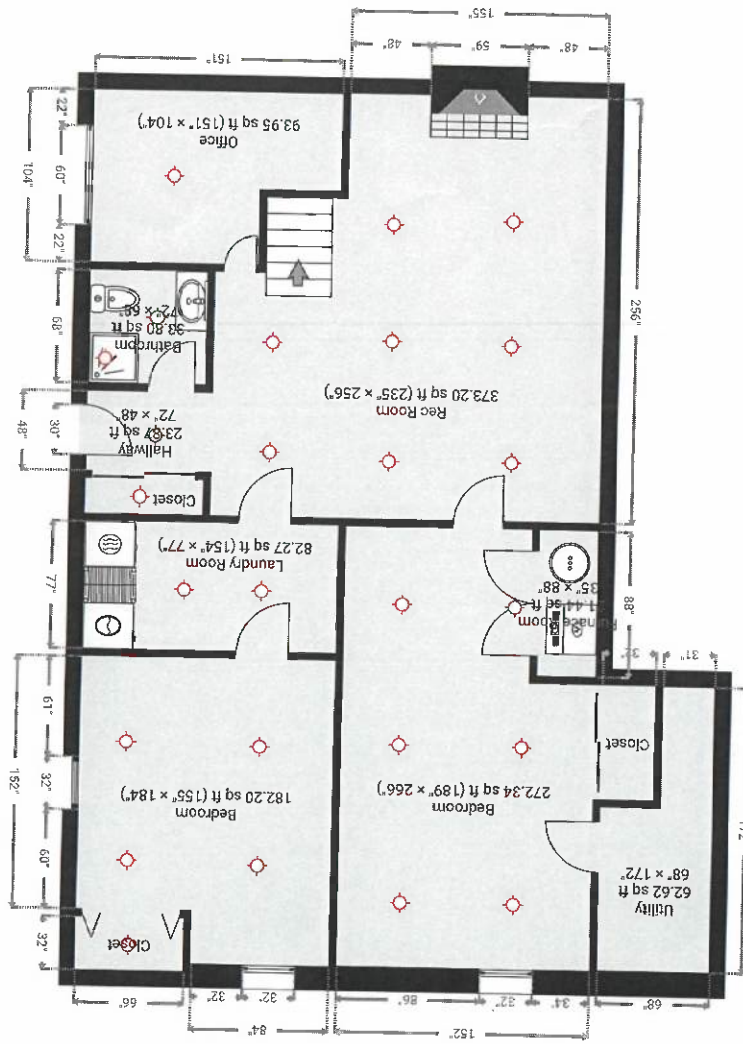 152"
84"
68"
34"
32"
86"
32"
32"
66"
Closet
32"
Utility
62.62 sq ft
68" × 172"
Bedroom
272.34 sq ft (189" × 266")
Bedroom
182.20 sq ft (155" × 184")
60"
32"
152"
61"
Closet
31"
32"
88"
Furnace Room
sq ft
35" × 88"
Laundry Room
82.27 sq ft (154" × 77")
77"
Closet
Hallway
23.87 sq ft
72" × 48"
30"
48"
Rec Room
373.20 sq ft (235" × 256")
256"
Bathroom
33.80 sq ft
72" × 68"
68"
Office
93.95 sq ft (151" × 104")
22"
60"
104"
22"
151"
48"
59"
48"
155"